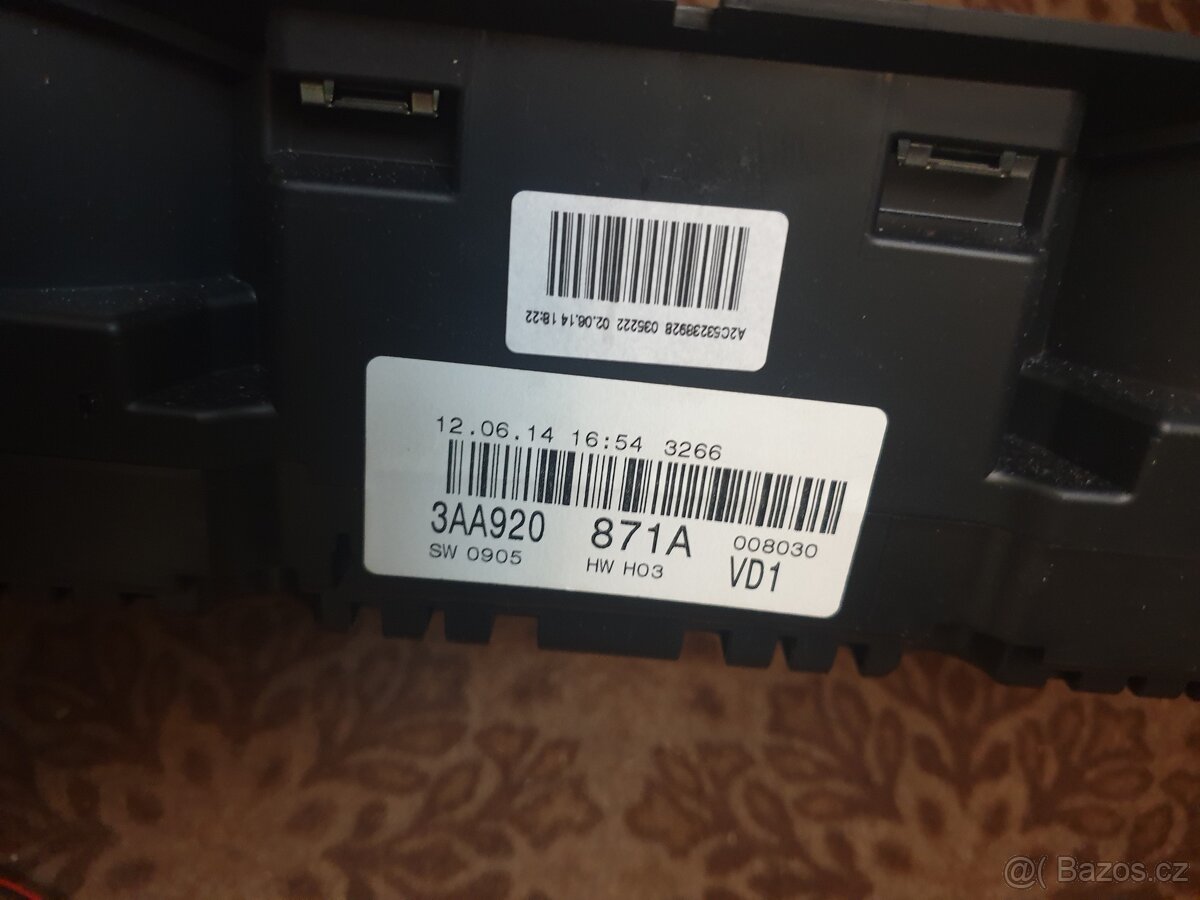 A2C53238928 035222 02.06.14 18:22
12.06.14 16:54 3266
3AA920 871A 008030
SW 0905 HW H03 VD1
@( Bazos.cz